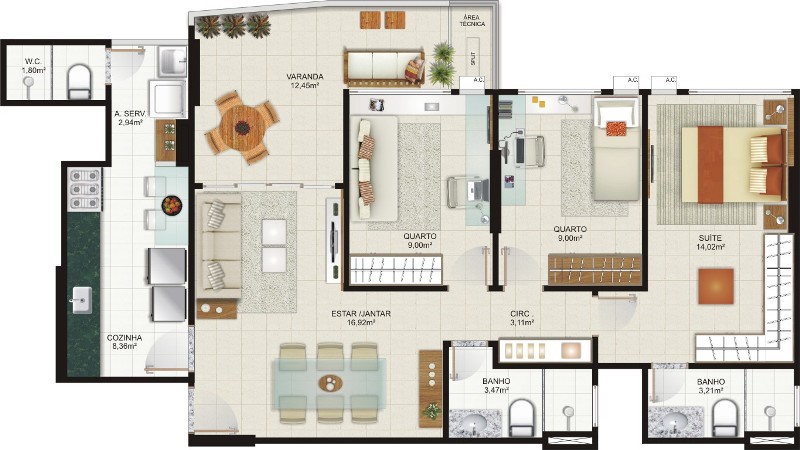 ÁREA
TÉCNICA
SPLIT
W.C.
1,80m²
A. SERV.
2,94m²
VARANDA
12,45m²
A.C.
A.C.
A.C.
QUARTO
9,00m²
QUARTO
9,00m²
SUÍTE
14,02m²
COZINHA
8,36m²
ESTAR /JANTAR
16,92m²
CIRC .
3,11m²
BANHO
3,47m²
BANHO
3,21m²